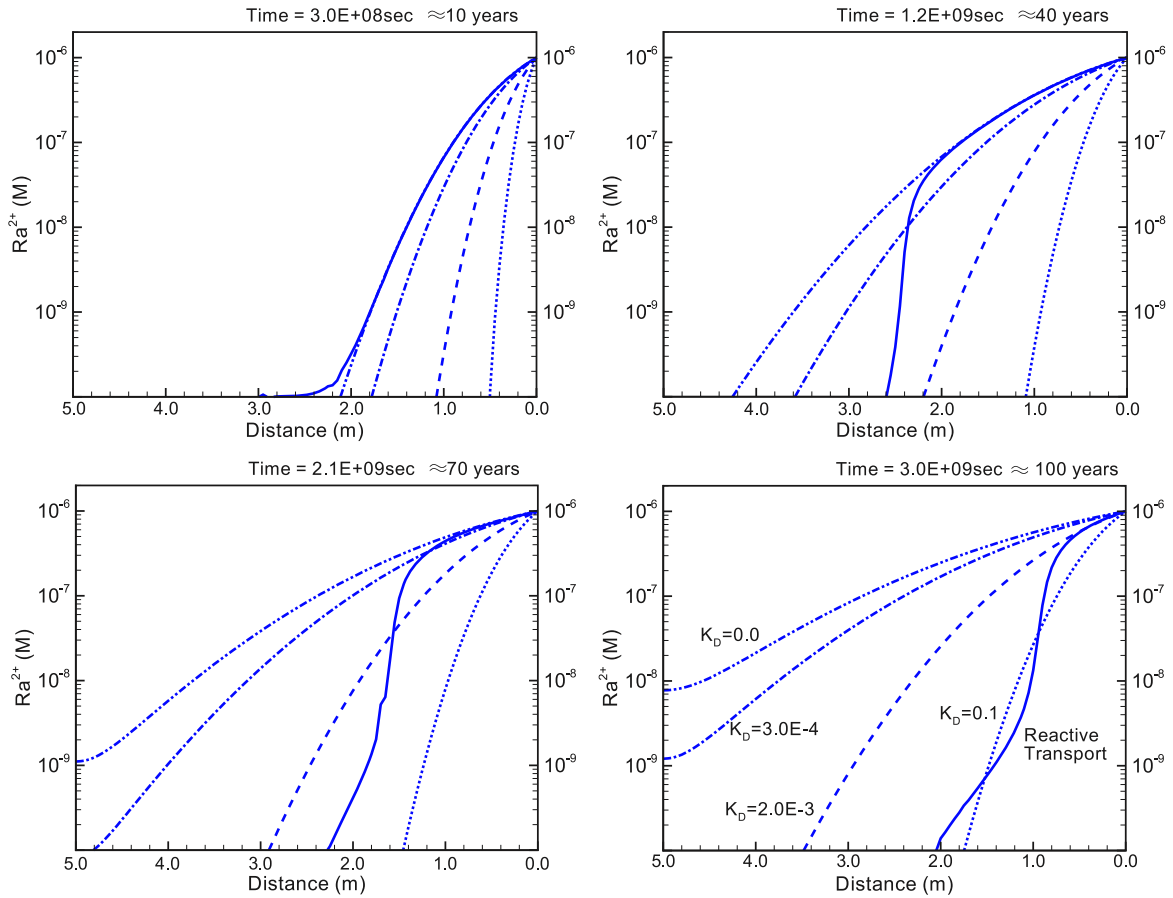 Time = 3.0E+08sec ≈10 years
10⁻⁶
10⁻⁷
10⁻⁸
10⁻⁹
Ra²⁺ (M)
10⁻⁶
10⁻⁷
10⁻⁸
10⁻⁹
5.0 4.0 3.0 2.0 1.0 0.0
Distance (m)
Time = 1.2E+09sec ≈40 years
10⁻⁶
10⁻⁷
10⁻⁸
10⁻⁹
Ra²⁺ (M)
10⁻⁶
10⁻⁷
10⁻⁸
10⁻⁹
5.0 4.0 3.0 2.0 1.0 0.0
Distance (m)
Time = 2.1E+09sec ≈70 years
10⁻⁶
10⁻⁷
10⁻⁸
10⁻⁹
Ra²⁺ (M)
10⁻⁶
10⁻⁷
10⁻⁸
10⁻⁹
5.0 4.0 3.0 2.0 1.0 0.0
Distance (m)
Time = 3.0E+09sec ≈ 100 years
10⁻⁶
10⁻⁷
10⁻⁸
10⁻⁹
Ra²⁺ (M)
K_D=0.0
K_D=3.0E-4
K_D=2.0E-3
K_D=0.1
Reactive
Transport
10⁻⁶
10⁻⁷
10⁻⁸
10⁻⁹
5.0 4.0 3.0 2.0 1.0 0.0
Distance (m)